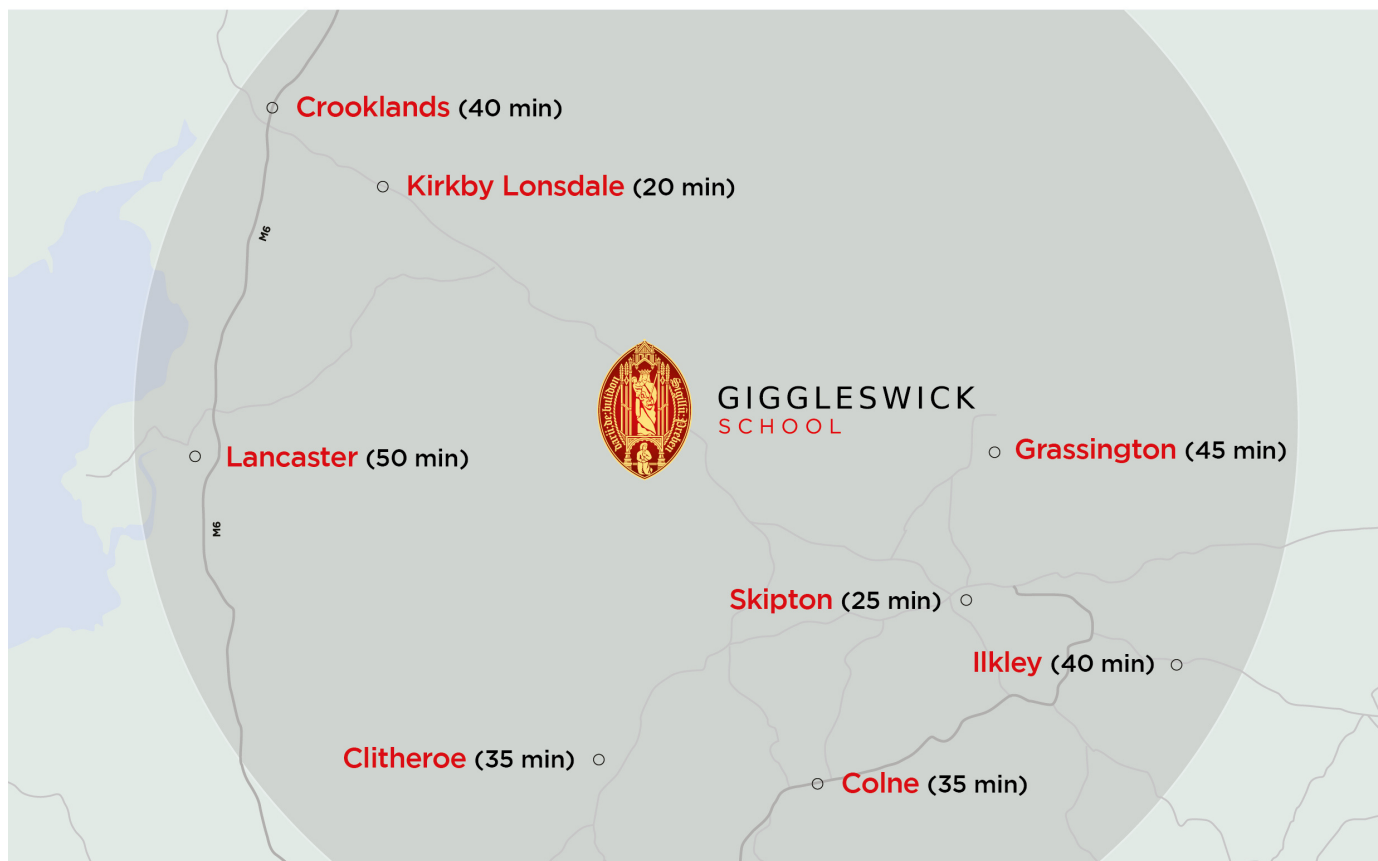 Crooklands (40 min)
Kirkby Lonsdale (20 min)
M6
GIGGLESWICK
SCHOOL
Grassington (45 min)
Lancaster (50 min)
M6
Skipton (25 min)
Ilkley (40 min)
Clitheroe (35 min)
Colne (35 min)